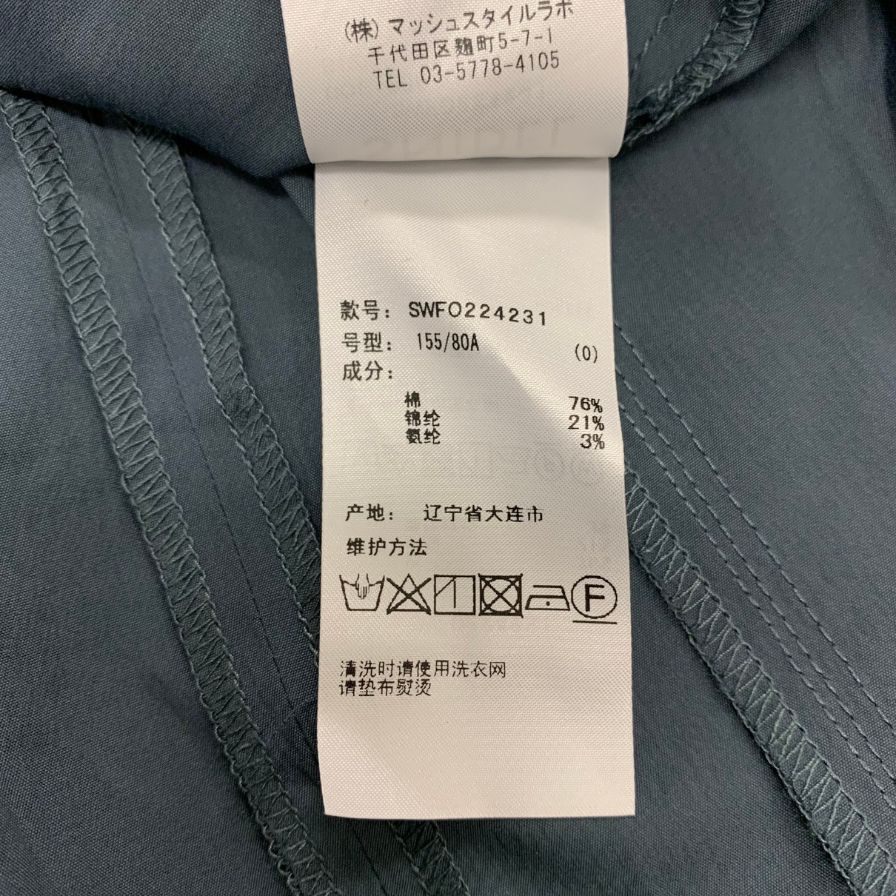 (株) マッシュスタイルラボ
千代田区麹町5-7-1
TEL 03-5778-4105
款号: SWFO224231
号型: 155/80A (0)
成分:
棉 76%
锦纶 21%
氨纶 3%
产地: 辽宁省大连市
维护方法
F
清洗时请使用洗衣网
请垫布熨烫